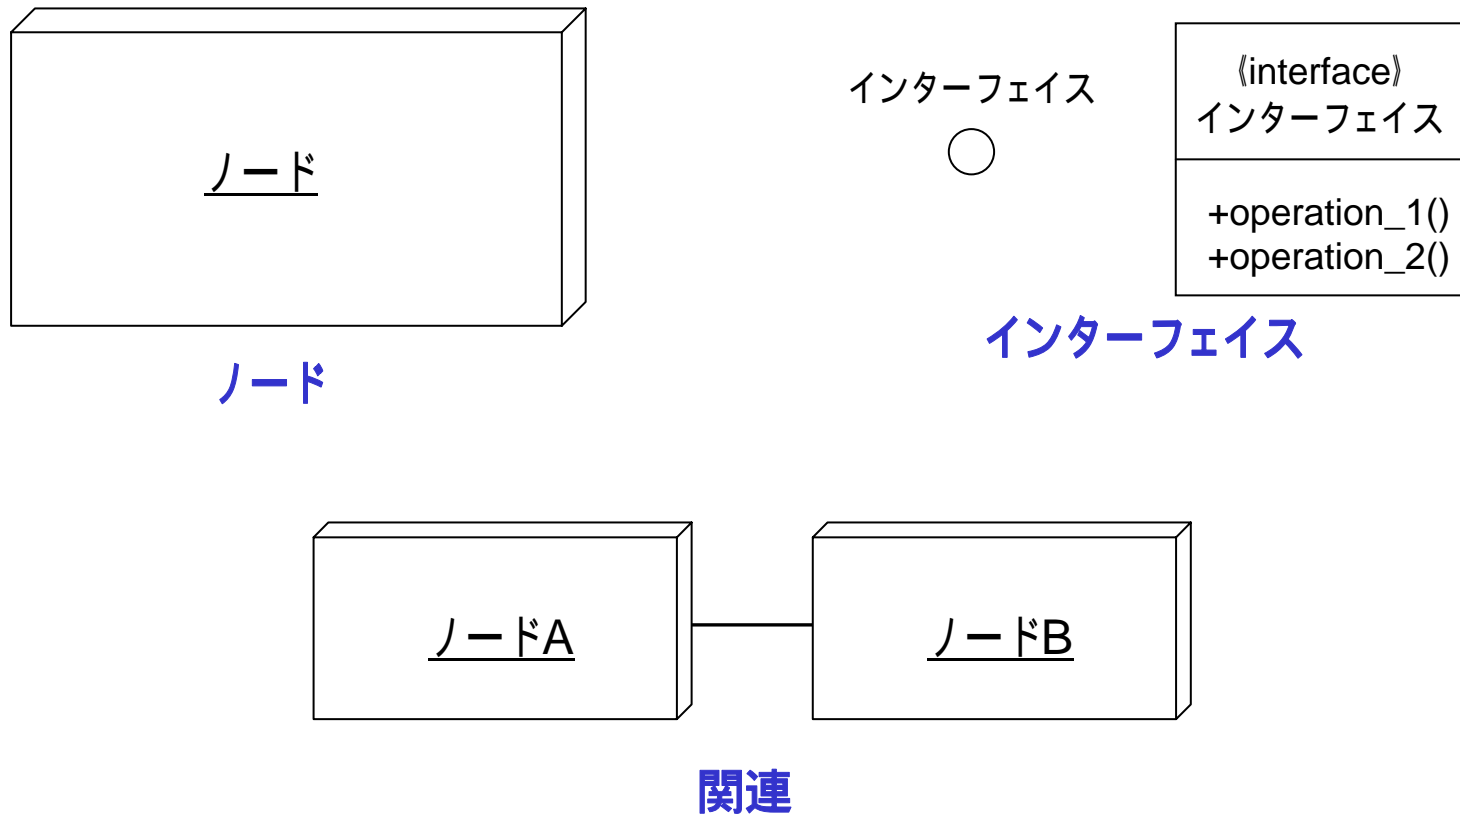 ノード
ノード
インターフェイス
《interface》
インターフェイス
+operation_1()
+operation_2()
インターフェイス
ノードA
ノードB
関連